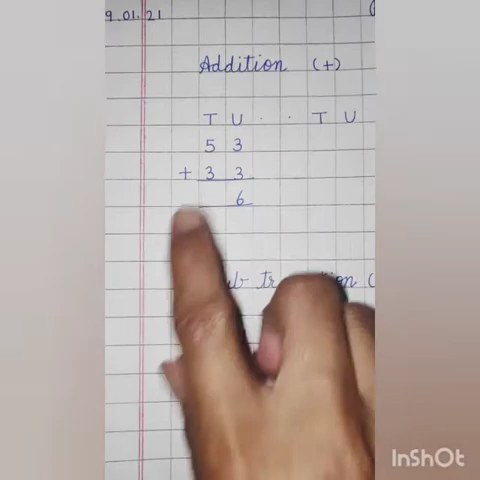 9.01.21
Addition (+)
T U . . T U
5 3
+ 3 3
6
(
InShOt